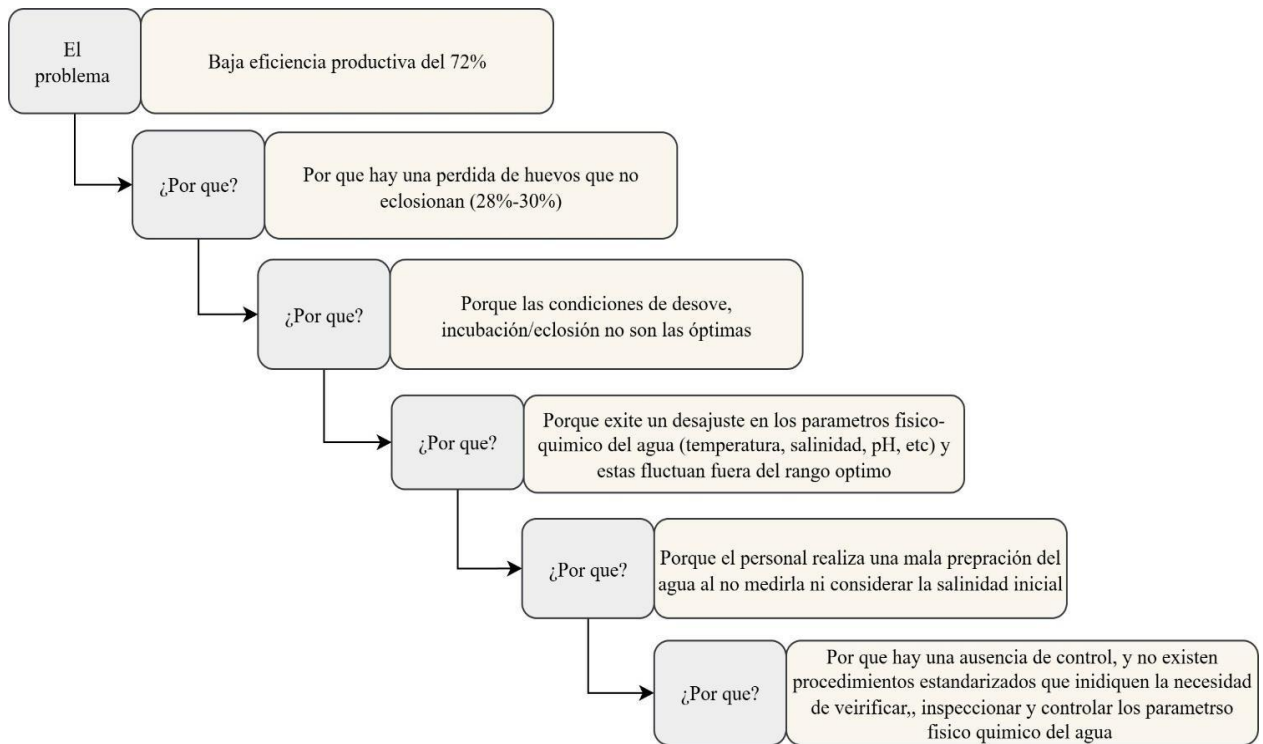 El
problema
Baja eficiencia productiva del 72%
¿Por que?
Por que hay una perdida de huevos que no
eclosionan (28%-30%)
¿Por que?
Porque las condiciones de desove,
incubación/eclosión no son las óptimas
¿Por que?
Porque exite un desajuste en los parametros fisico-
quimico del agua (temperatura, salinidad, pH, etc) y
estas fluctuan fuera del rango optimo
¿Por que?
Porque el personal realiza una mala prepración del
agua al no medirla ni considerar la salinidad inicial
¿Por que?
Por que hay una ausencia de control, y no existen
procedimientos estandarizados que inidiquen la necesidad
de veirificar,, inspeccionar y controlar los parametrso
fisico quimico del agua